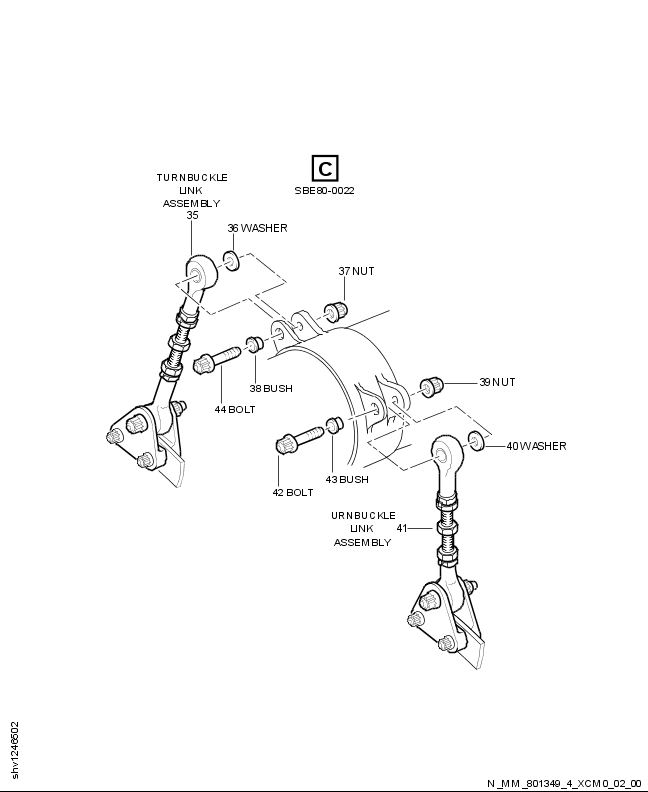 C
SBE80-0022
TURNBUCKLE
LINK
ASSEMBLY
35
36 WASHER
37 NUT
38 BUSH
44 BOLT
39 NUT
40 WASHER
43 BUSH
42 BOLT
URNBUCKLE
LINK
ASSEMBLY
41
shv1246502
N_MM_801349_4_XCM0_02_00